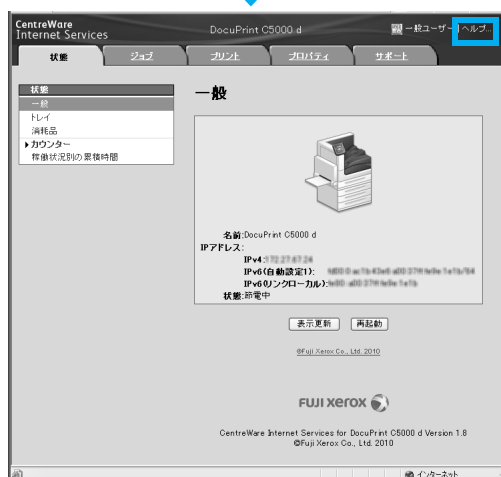 CentreWare
Internet Services
DocuPrint C5000 d
一般ユーザー | ヘルプ...
状態
ジョブ
プリント
プロパティ
サポート
状態
一般
トレイ
消耗品
カウンター
稼働状況別の累積時間
一般
名前:DocuPrint C5000 d
IPアドレス:
IPv4:
IPv6(自動設定1):
IPv6(リンクローカル):
状態:節電中
表示更新
再起動
©Fuji Xerox Co., Ltd. 2010
FUJI XEROX
CentreWare Internet Services for DocuPrint C5000 d Version 1.8
©Fuji Xerox Co., Ltd. 2010
インターネット